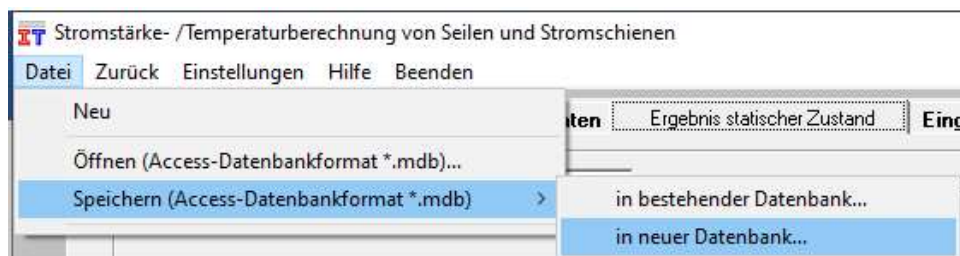 IT Stromstärke- /Temperaturberechnung von Seilen und Stromschienen
Datei Zurück Einstellungen Hilfe Beenden
Neu
Ergebnis statischer Zustand
Öffnen (Access-Datenbankformat *.mdb)...
Speichern (Access-Datenbankformat *.mdb) >
in bestehender Datenbank...
in neuer Datenbank...